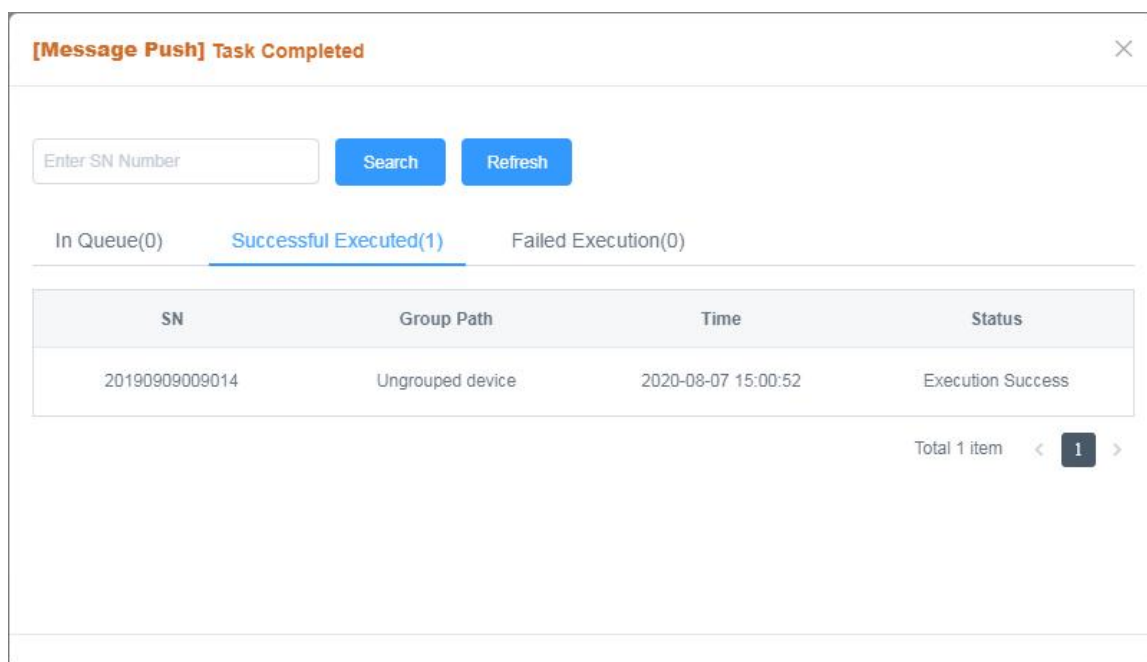 [Message Push] Task Completed
Enter SN Number Search Refresh
In Queue(0) Successful Executed(1) Failed Execution(0)
SN Group Path Time Status
20190909009014 Ungrouped device 2020-08-07 15:00:52 Execution Success
Total 1 item < 1 >